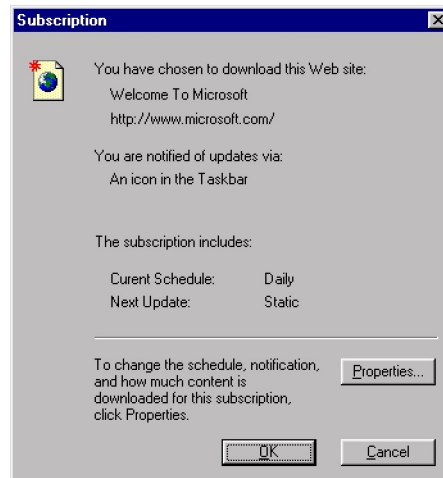 Subscription
You have chosen to download this Web site:
Welcome To Microsoft
http://www.microsoft.com/
You are notified of updates via:
An icon in the Taskbar
The subscription includes:
Curent Schedule: Daily
Next Update: Static
To change the schedule, notification,
and how much content is
downloaded for this subscription,
click Properties.
Properties...
OK Cancel